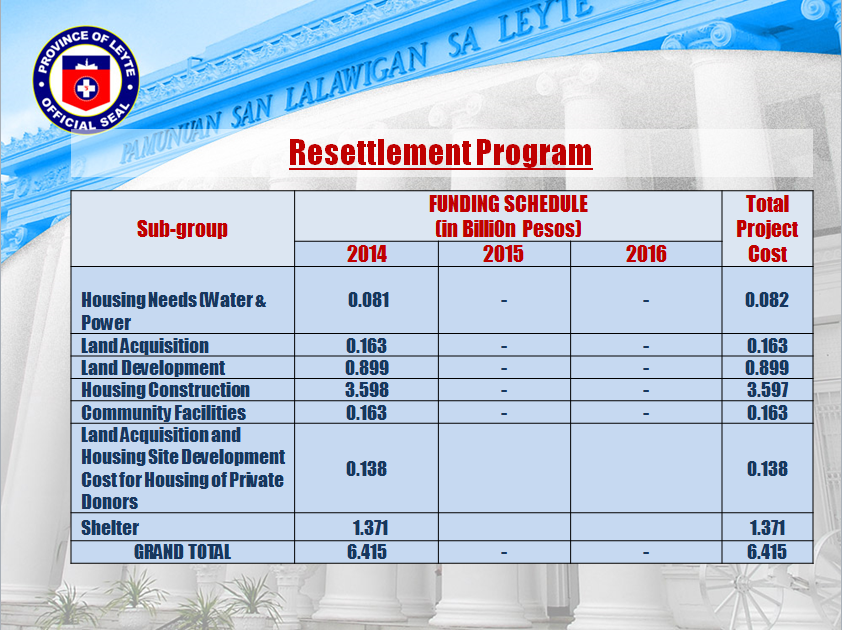 PROVINCE OF LEYTE
OFFICIAL SEAL
PAMUNUAN SAN LALAWIGAN SA LEYTE
Resettlement Program
Sub-group
FUNDING SCHEDULE
(in Billi0n Pesos)
Total
Project
Cost
2014 2015 2016
Housing Needs (Water &
Power
0.081 - - 0.082
Land Acquisition 0.163 - - 0.163
Land Development 0.899 - - 0.899
Housing Construction 3.598 - - 3.597
Community Facilities 0.163 - - 0.163
Land Acquisition and
Housing Site Development
Cost for Housing of Private
Donors
0.138 0.138
Shelter 1.371 1.371
GRAND TOTAL 6.415 - - 6.415